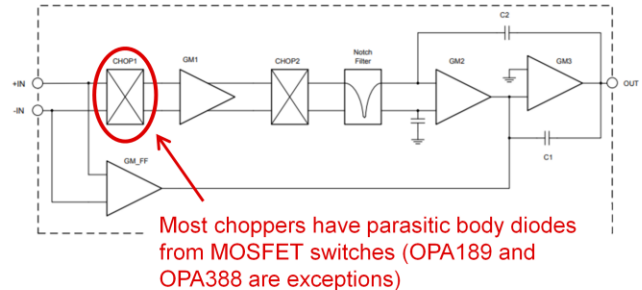 C2
CHOP1
GM1
CHOP2
Notch
Filter
GM2
GM3
+IN
-IN
OUT
C1
GM_FF
Most choppers have parasitic body diodes
from MOSFET switches (OPA189 and
OPA388 are exceptions)